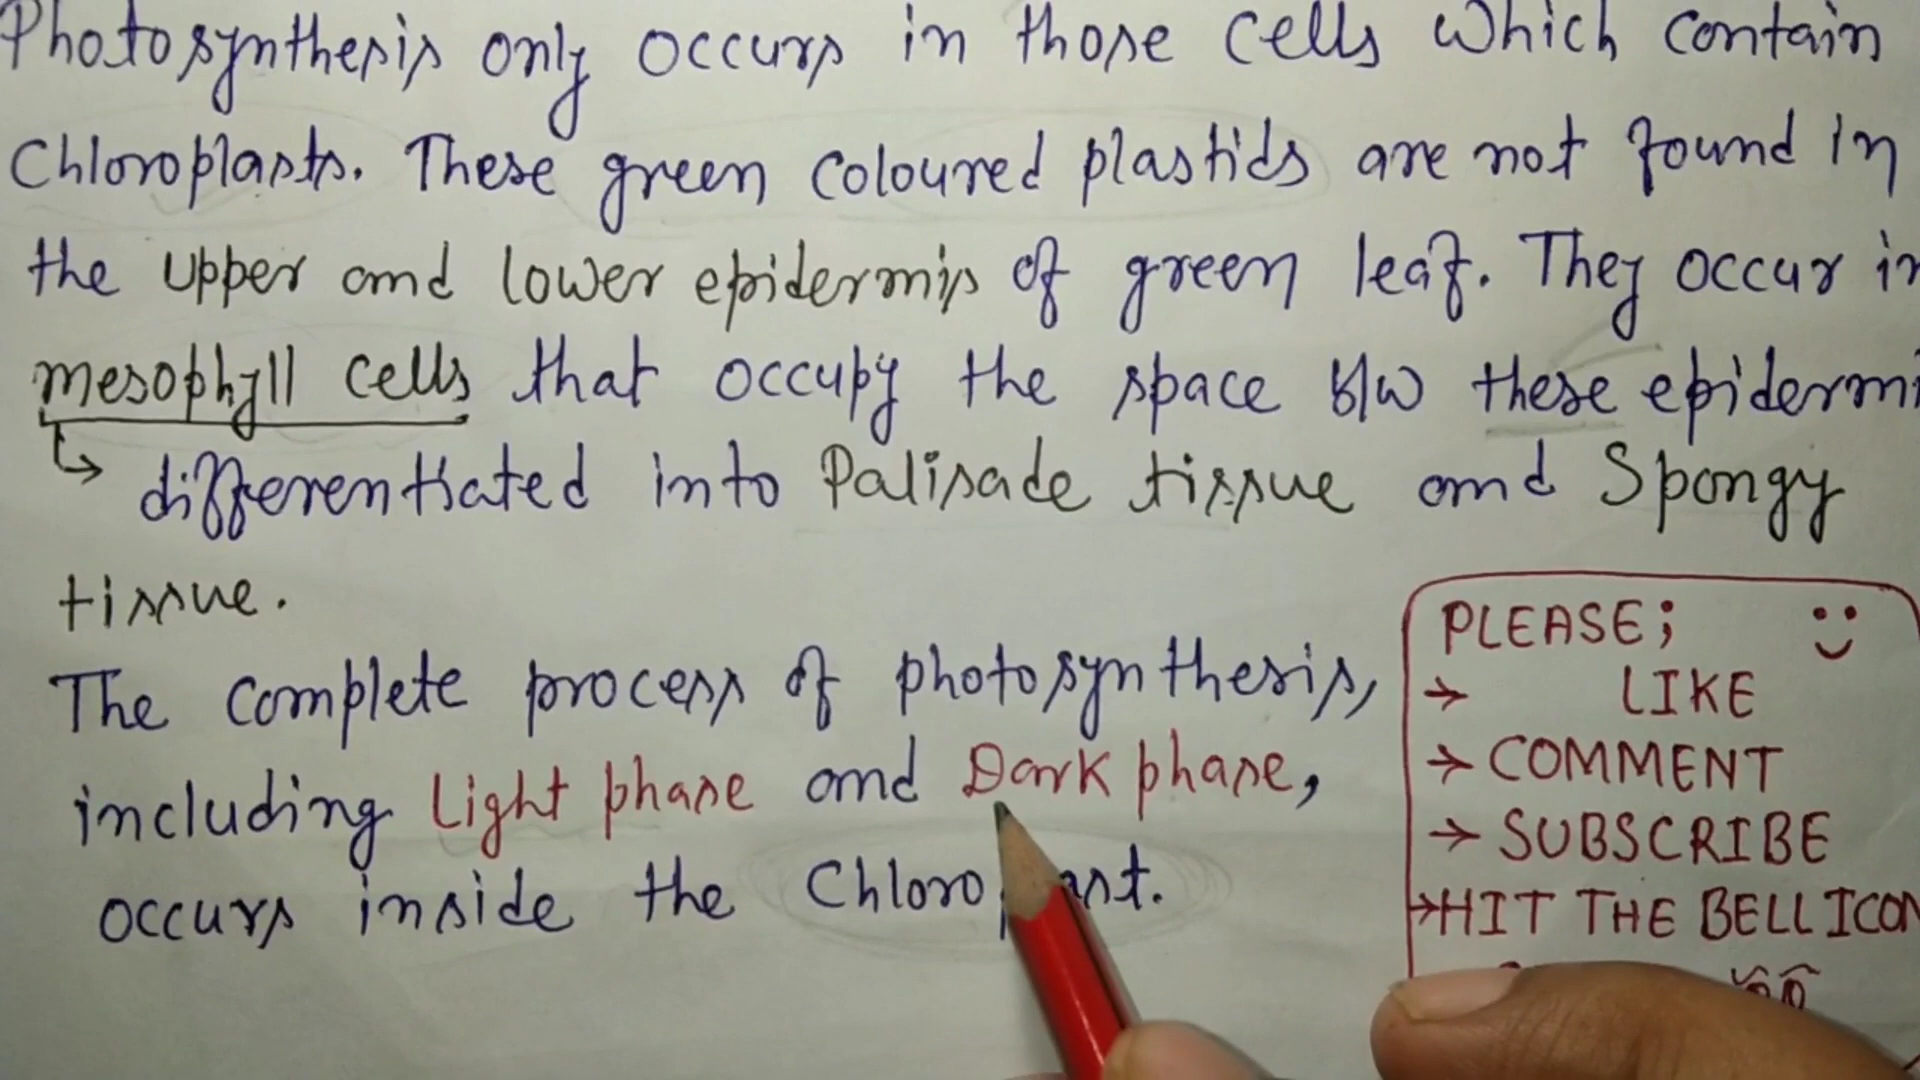 Photosynthesis only occurs in those cells which contain
Chloroplasts. These green coloured plastids are not found in
the upper and lower epidermis of green leaf. They occur in
mesophyll cells that occupy the space b/w these epidermi
↳ differentiated into Palisade tissue and Spongy
tissue.
The complete process of photosynthesis,
including Light phase and Dark phase,
occurs inside the
PLEASE;
→ LIKE
→ COMMENT
→ SUBSCRIBE
→HIT THE BELL ICON